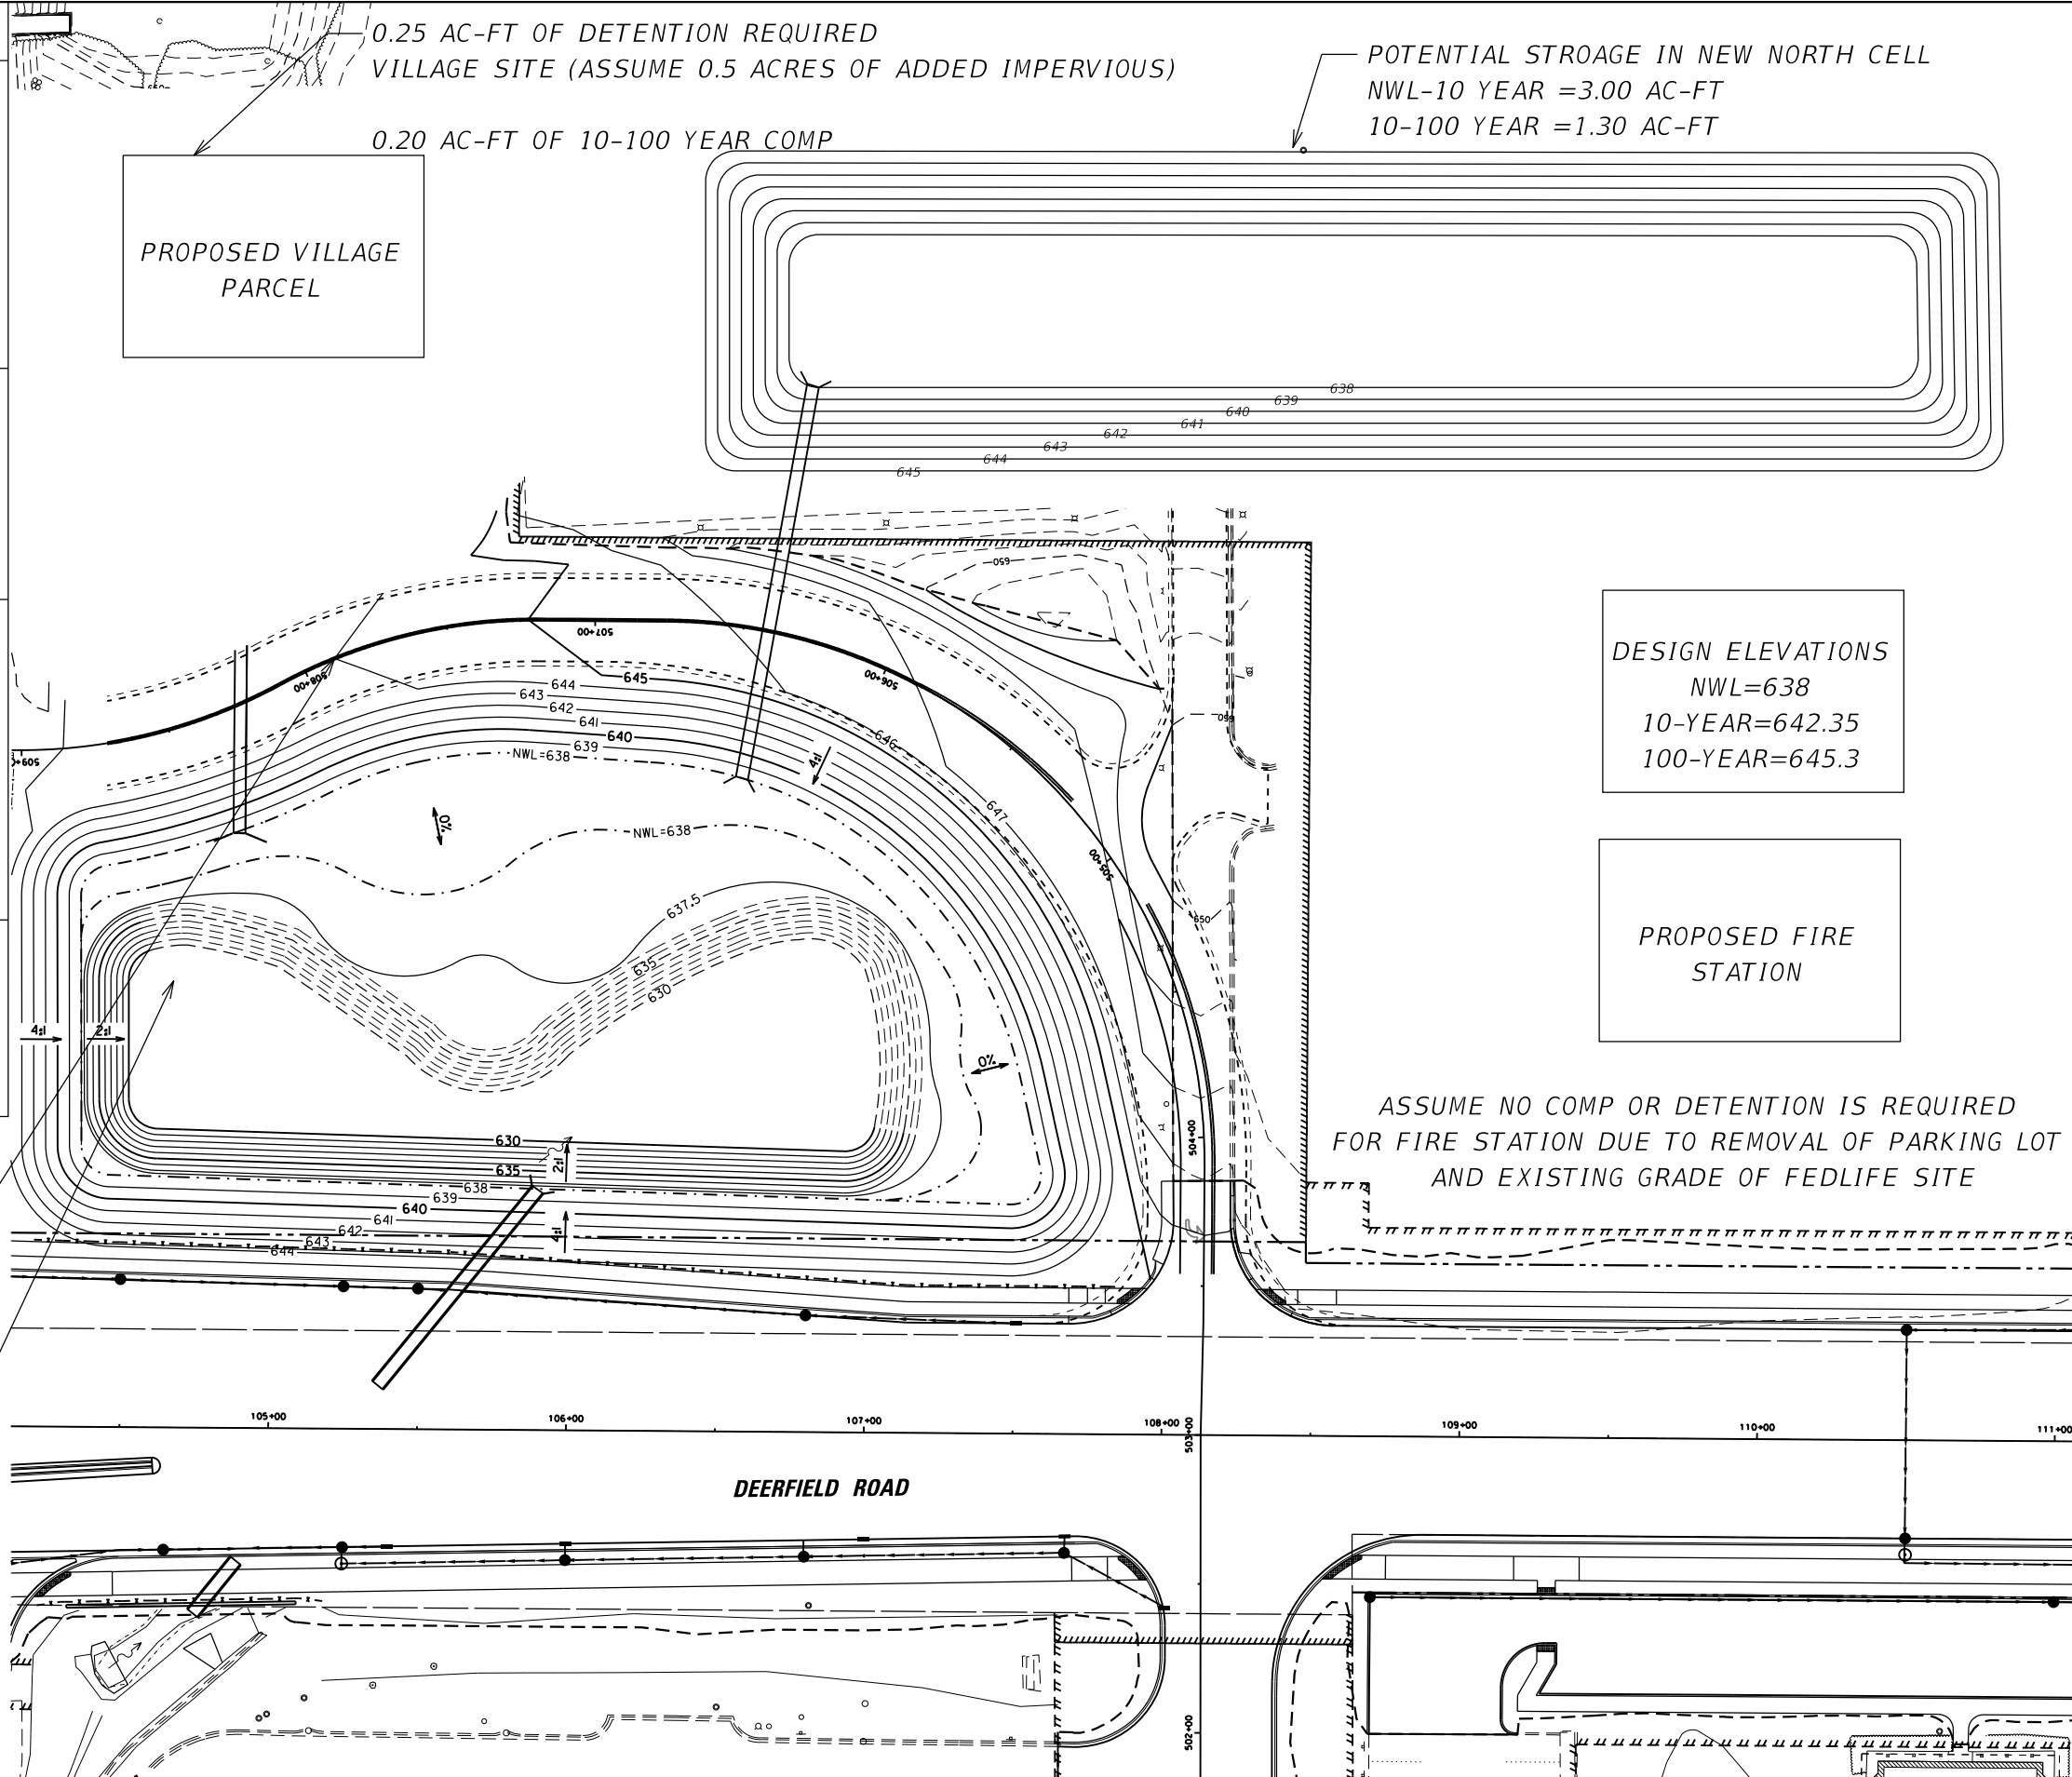 0.25 AC-FT OF DETENTION REQUIRED
VILLAGE SITE (ASSUME 0.5 ACRES OF ADDED IMPERVIOUS)
0.20 AC-FT OF 10-100 YEAR COMP
POTENTIAL STROAGE IN NEW NORTH CELL
NWL-10 YEAR =3.00 AC-FT
10-100 YEAR =1.30 AC-FT
PROPOSED VILLAGE
PARCEL
638
639
640
641
642
643
644
645
650
507+00
508+00
506+00
645
644
643
642
641
640
639
NWL=638
646
4:1
647
0%
NWL=638
505+00
650
650
637.5
635
630
4:1
2:1
0%
504+00
630
635
2:1
638
639
640
641
642
643
644
4:1
DESIGN ELEVATIONS
NWL=638
10-YEAR=642.35
100-YEAR=645.3
PROPOSED FIRE
STATION
ASSUME NO COMP OR DETENTION IS REQUIRED
FOR FIRE STATION DUE TO REMOVAL OF PARKING LOT
AND EXISTING GRADE OF FEDLIFE SITE
105+00
106+00
107+00
108+00
503+00
109+00
110+00
111+00
DEERFIELD ROAD
502+00